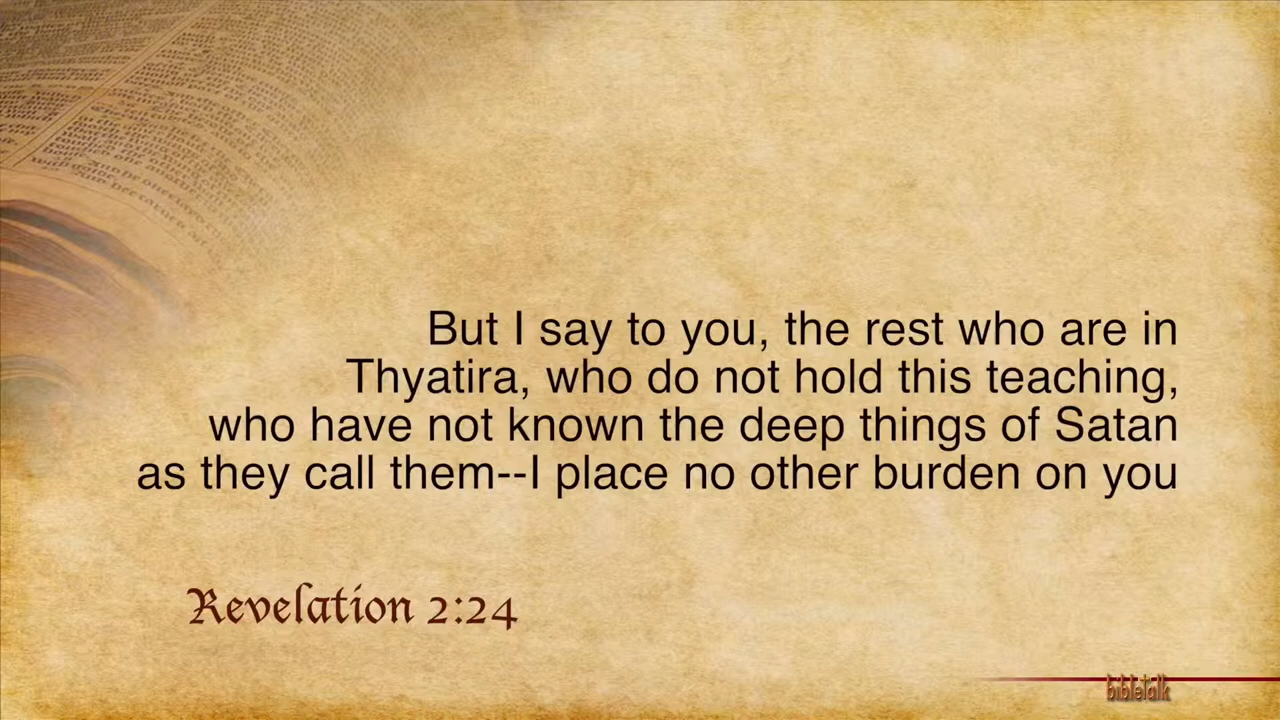 But I say to you, the rest who are in
Thyatira, who do not hold this teaching,
who have not known the deep things of Satan
as they call them--I place no other burden on you
Revelation 2:24
bibletalk